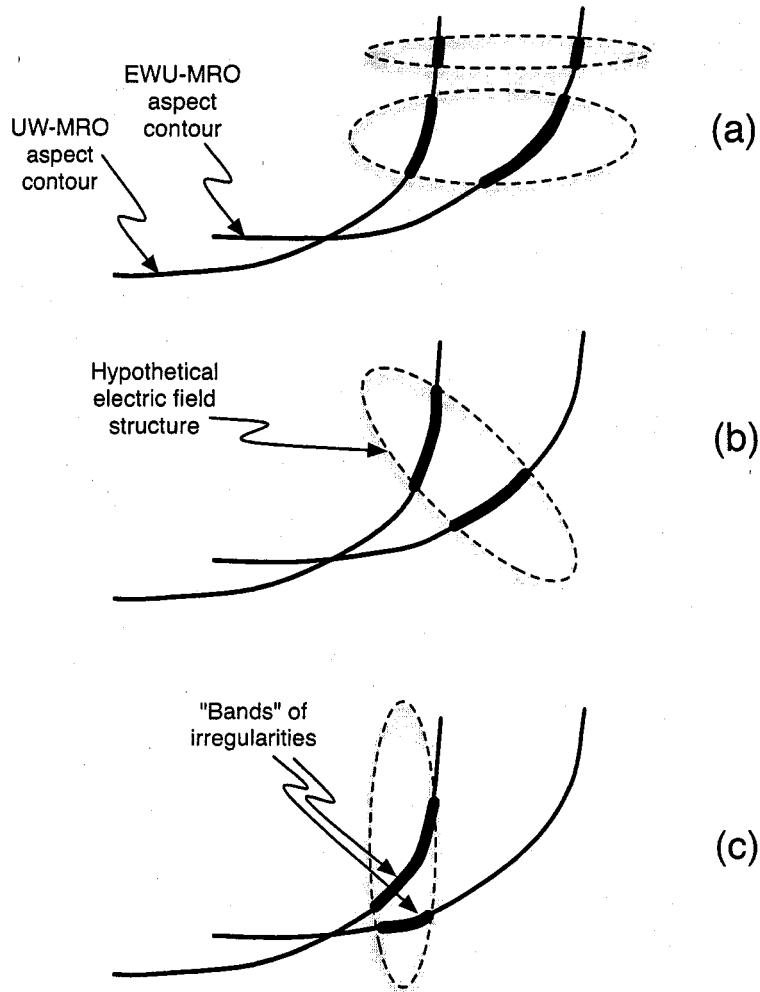 EWU-MRO
aspect
contour
UW-MRO
aspect
contour
(a)
Hypothetical
electric field
structure
(b)
"Bands" of
irregularities
(c)